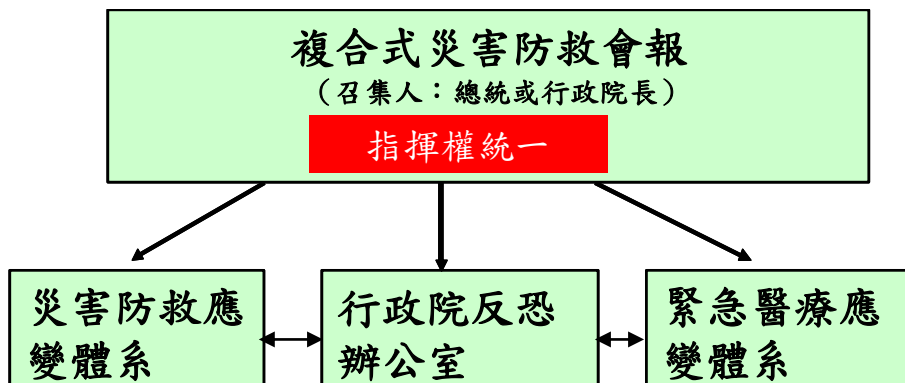 複合式災害防救會報
（召集人：總統或行政院長）
指揮權統一
災害防救應
變體系
行政院反恐
辦公室
緊急醫療應
變體系